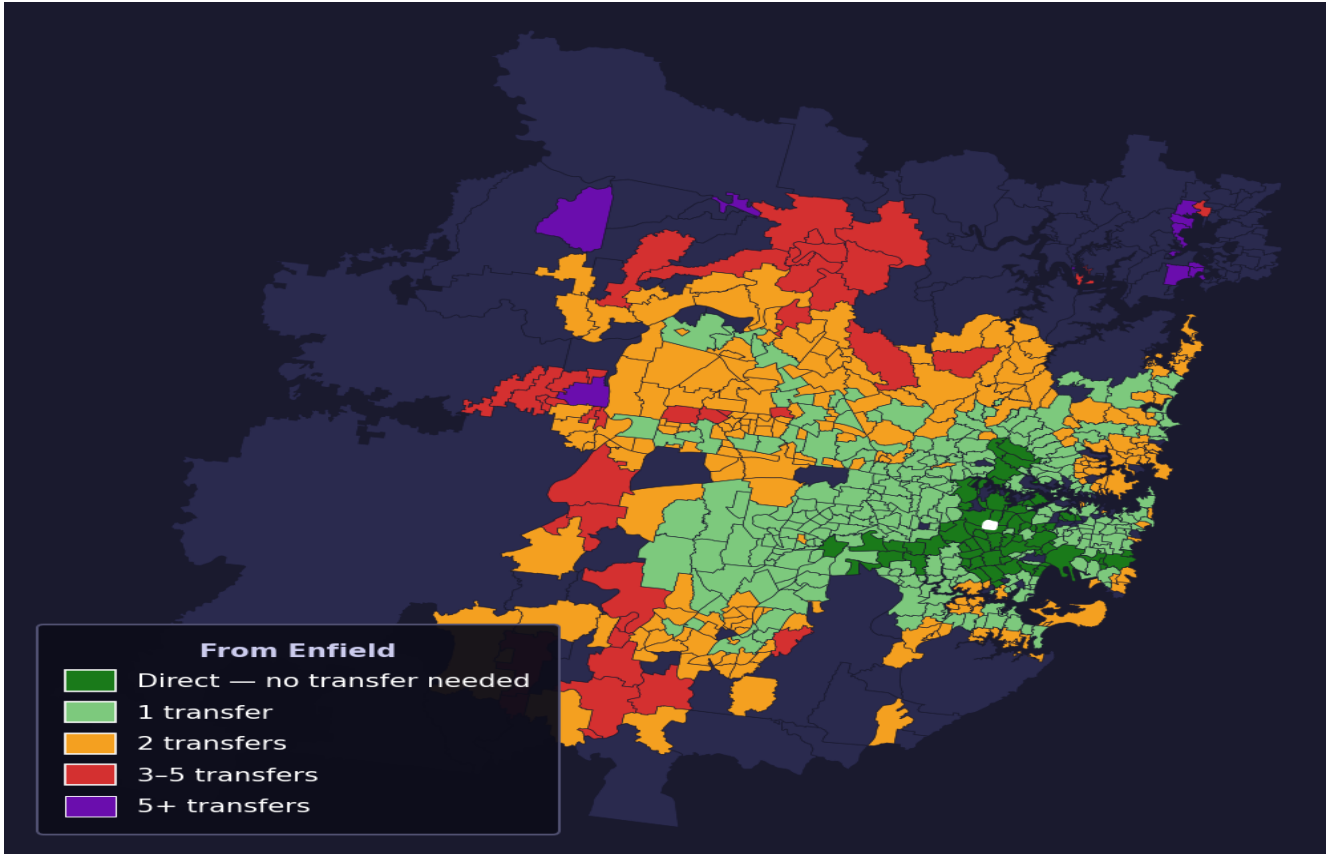 From Enfield
Direct — no transfer needed
1 transfer
2 transfers
3–5 transfers
5+ transfers